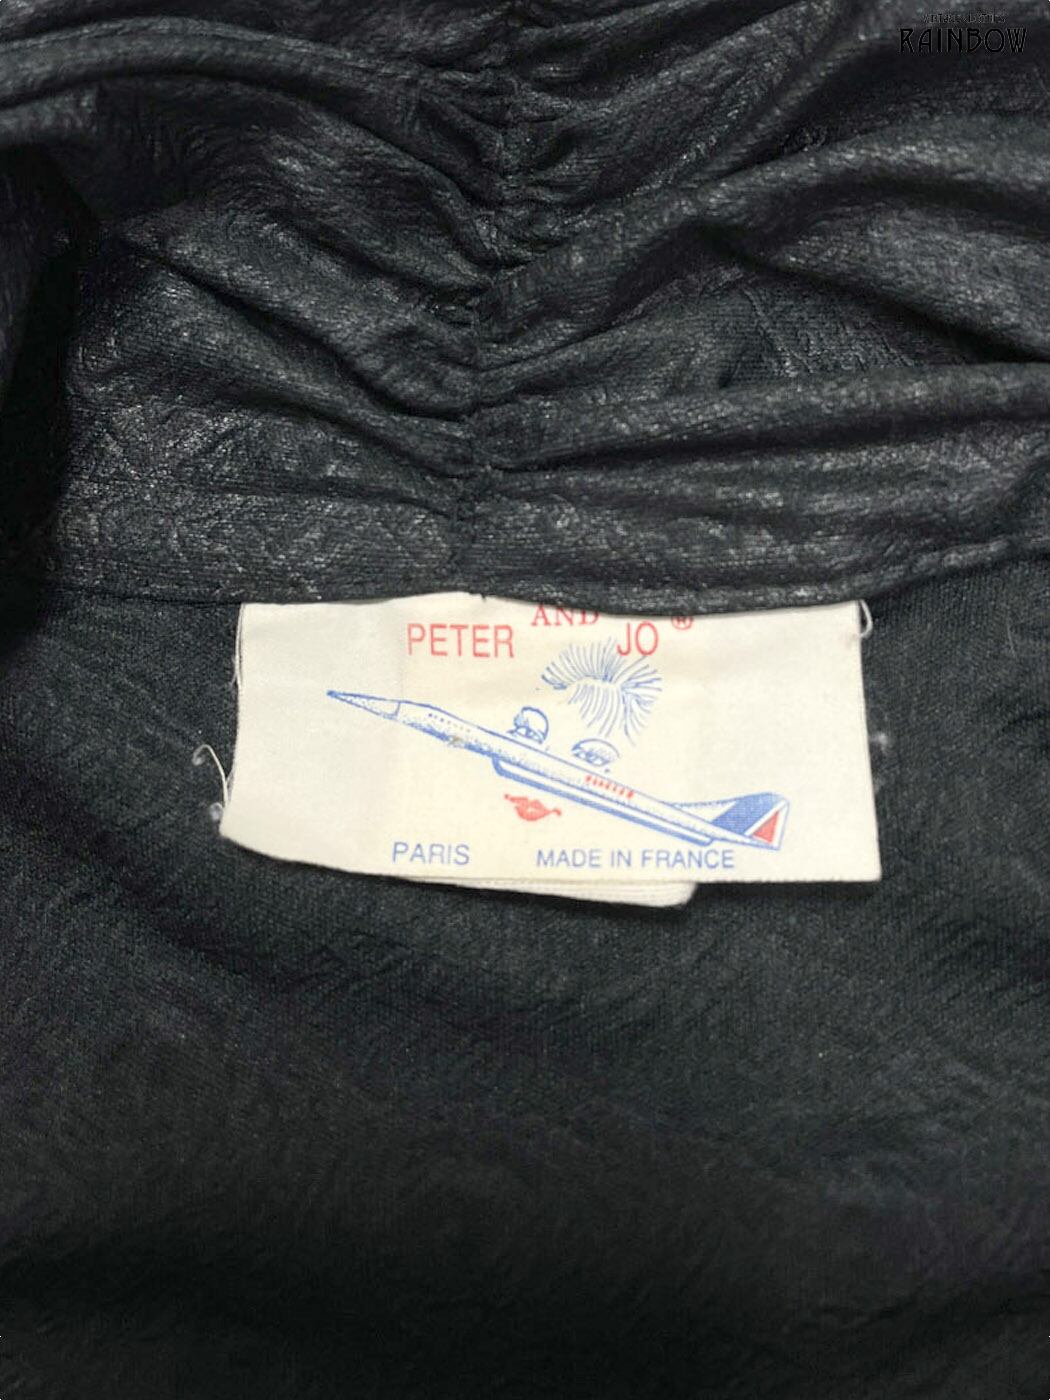 RAINBOW
PETER AND JO ®
PARIS MADE IN FRANCE